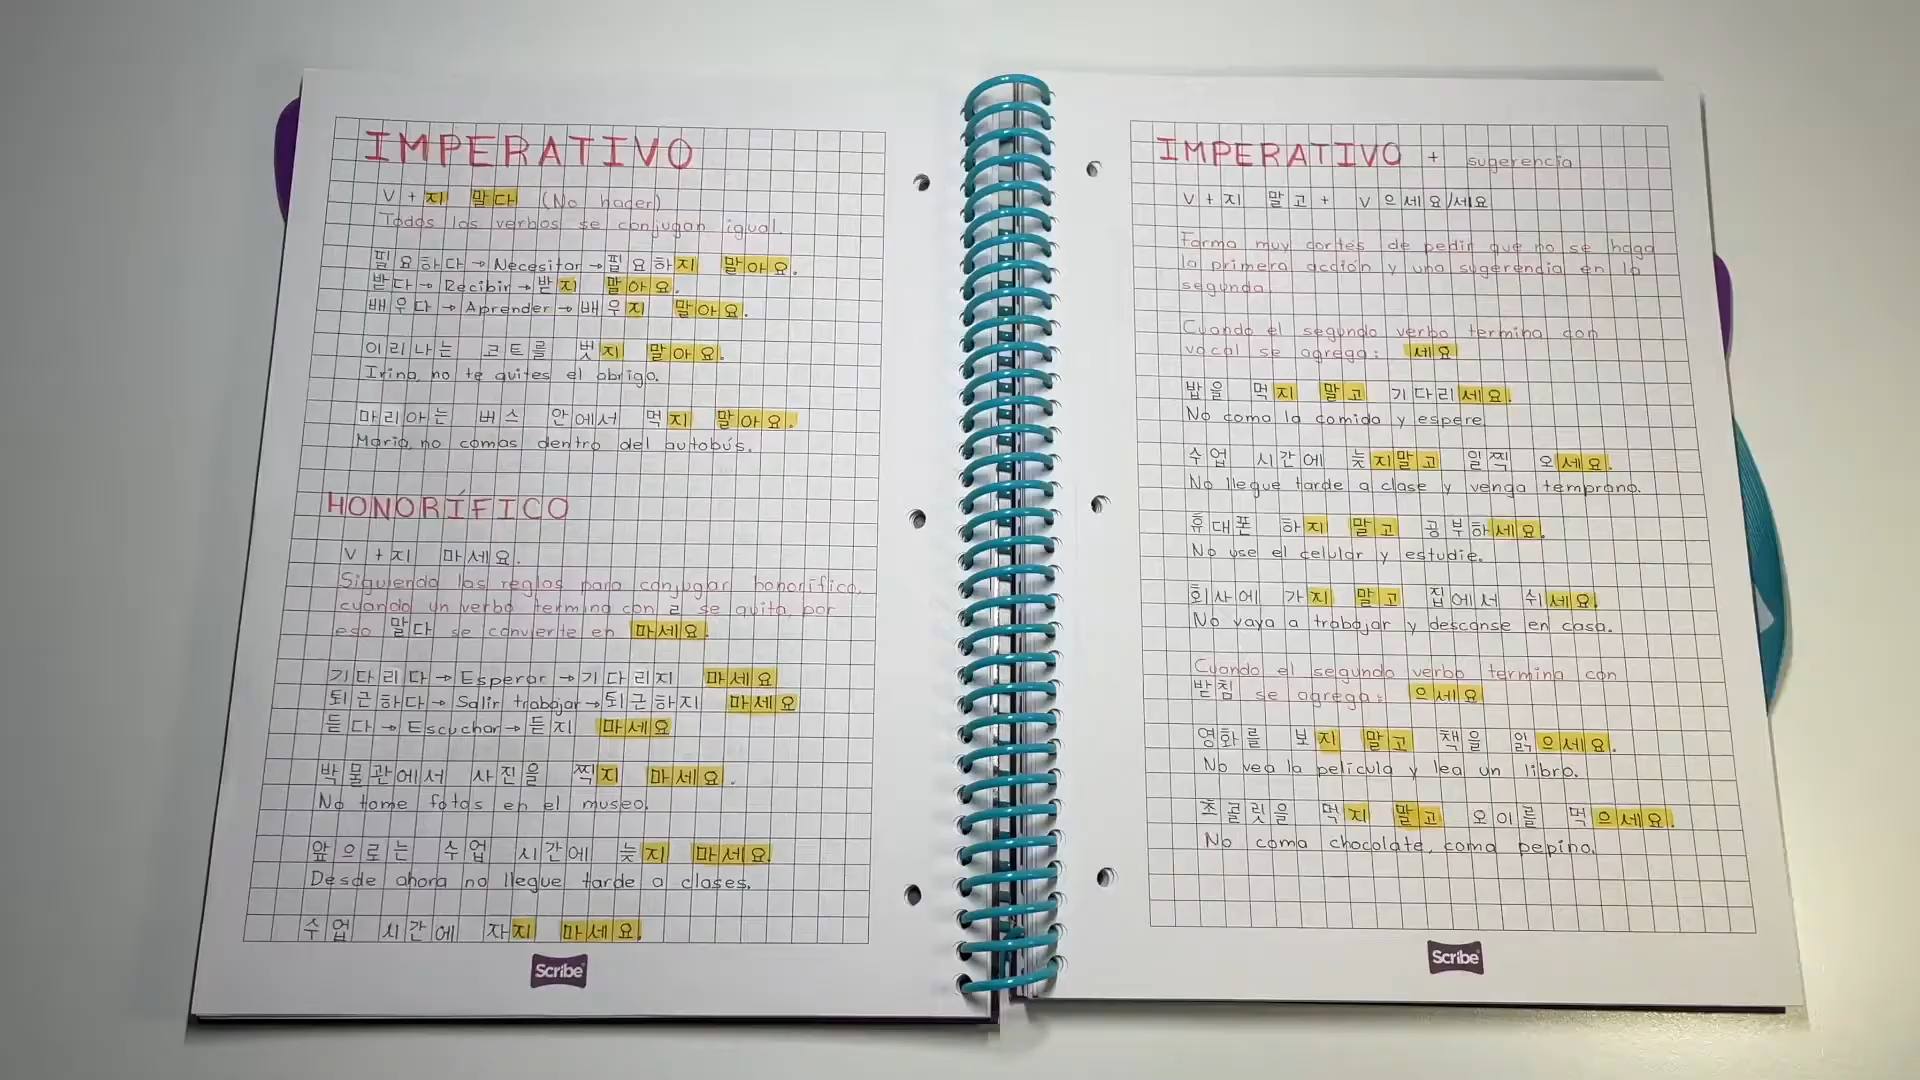 IMPERATIVO
V + 지 말다 (No hacer)
Todos los verbos se conjugan igual.
필요하다 → Necesitar → 필요하지 말아요.
받다 → Recibir → 받지 말아요.
배우다 → Aprender → 배우지 말아요.
이리나는 코트를 벗지 말아요.
Irina, no te quites el abrigo.
마리아는 버스 안에서 먹지 말아요.
Maria, no comas dentro del autobús.
HONORÍFICO
V + 지 마세요.
Siguiendo las reglas para conjugar honorífico,
cuando un verbo termina con ㄹ se quita, por
eso 말다 se convierte en 마세요.
기다리다 → Esperar → 기다리지 마세요
퇴근하다 → Salir trabajar → 퇴근하지 마세요
듣다 → Escuchar → 듣지 마세요
박물관에서 사진을 찍지 마세요.
No tome fotos en el museo.
앞으로는 수업 시간에 늦지 마세요.
Desde ahora no llegue tarde a clases.
수업 시간에 자지 마세요.
Scribe
IMPERATIVO + sugerencia
V + 지 말고 + V 으세요/세요
Forma muy cortés de pedir que no se haga
la primera acción y una sugerencia en la
segunda.
Cuando el segundo verbo termina con
vocal se agrega: 세요
밥을 먹지 말고 기다리세요.
No coma la comida y espere.
수업 시간에 늦지말고 일찍 오세요.
No llegue tarde a clase y venga temprano.
휴대폰 하지 말고 공부하세요.
No use el celular y estudie.
회사에 가지 말고 집에서 쉬세요.
No vaya a trabajar y descanse en casa.
Cuando el segundo verbo termina con
받침 se agrega: 으세요
영화를 보지 말고 책을 읽으세요.
No vea la película y lea un libro.
초콜릿을 먹지 말고 오이를 먹으세요.
No coma chocolate, coma pepino.
Scribe